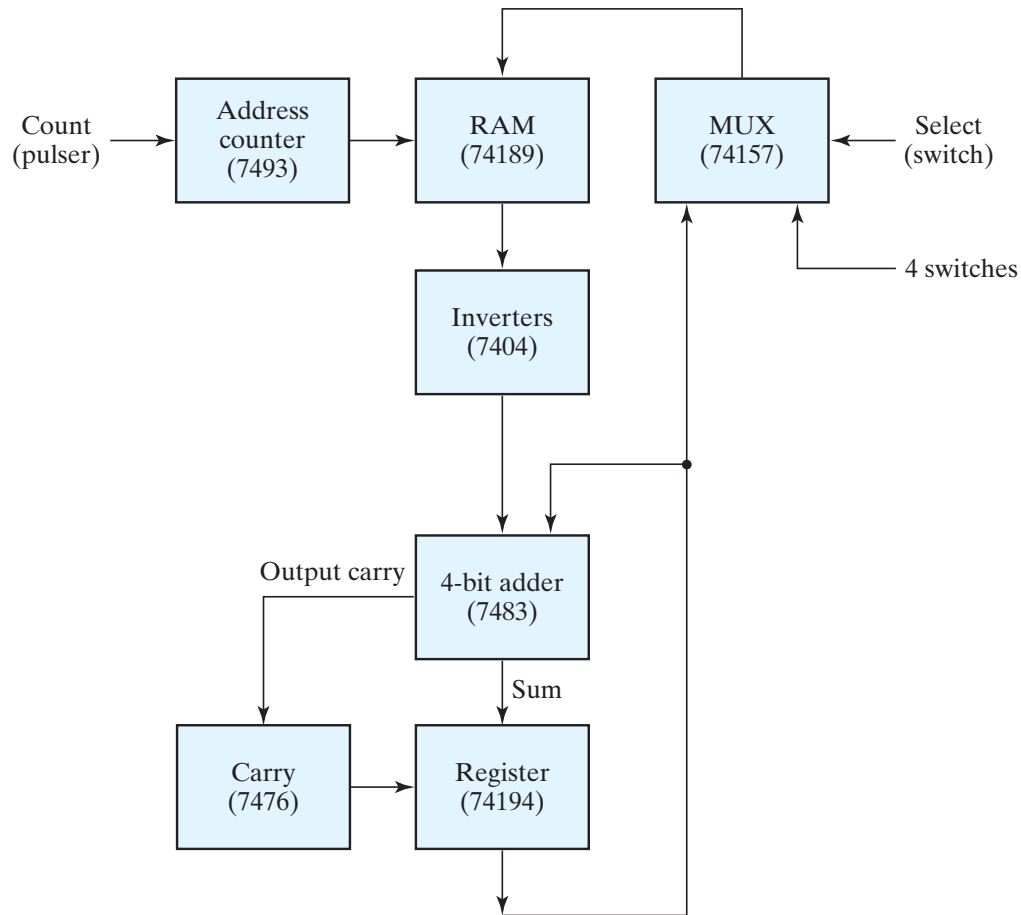 Count
(pulser)
Address
counter
(7493)
RAM
(74189)
MUX
(74157)
Select
(switch)
4 switches
Inverters
(7404)
Output carry
4-bit adder
(7483)
Sum
Carry
(7476)
Register
(74194)